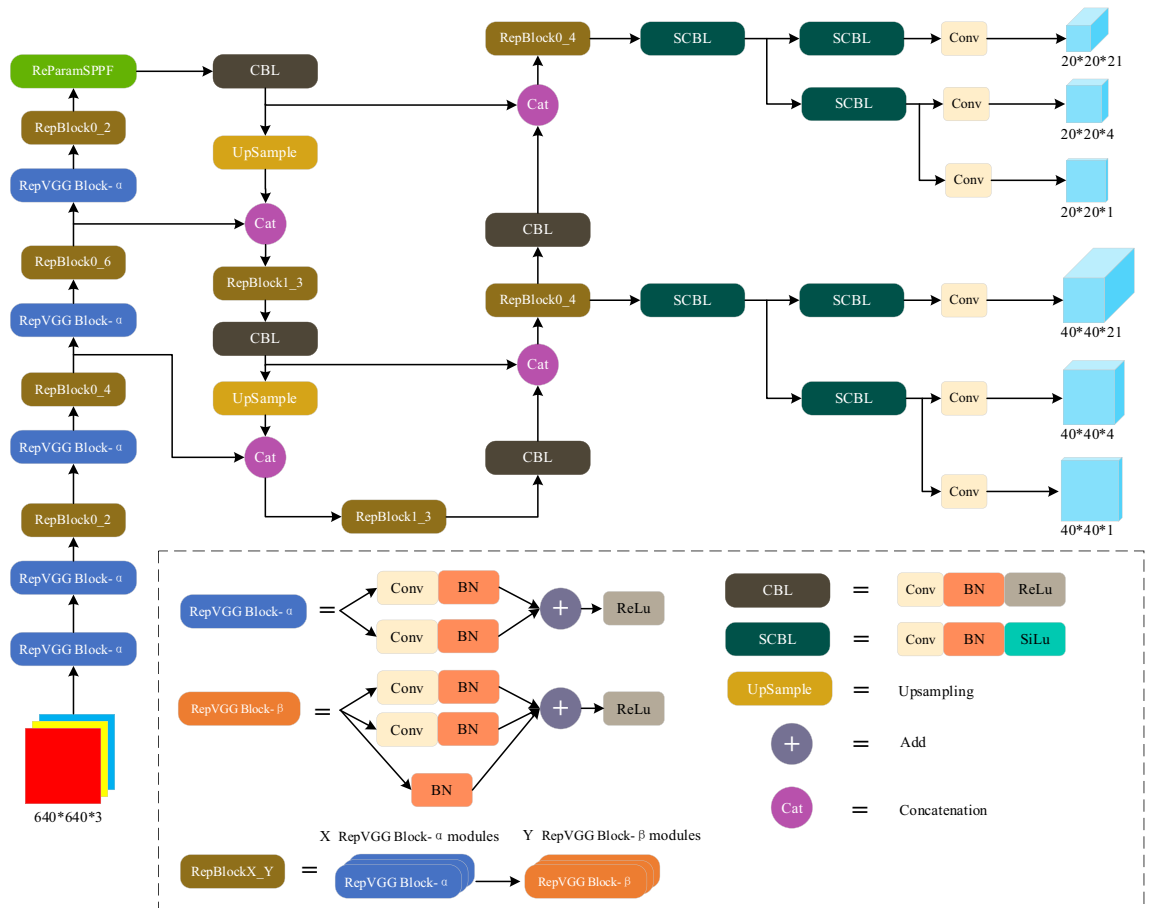 ReParamSPPF
RepBlock0_2
RepVGG Block-α
RepBlock0_6
RepVGG Block-α
RepBlock0_4
RepVGG Block-α
RepBlock0_2
RepVGG Block-α
RepVGG Block-α
640*640*3
CBL
UpSample
Cat
RepBlock1_3
CBL
UpSample
Cat
RepBlock1_3
RepBlock0_4
Cat
CBL
RepBlock0_4
Cat
CBL
SCBL
SCBL
Conv
20*20*21
SCBL
Conv
20*20*4
Conv
20*20*1
SCBL
SCBL
Conv
40*40*21
SCBL
Conv
40*40*4
Conv
40*40*1
RepVGG Block-α
=
Conv
BN
Conv
BN
+
ReLu
RepVGG Block-β
=
Conv
BN
Conv
BN
BN
+
ReLu
X RepVGG Block-α modules
Y RepVGG Block-β modules
RepBlockX_Y
=
RepVGG Block-α
RepVGG Block-β
CBL
=
Conv
BN
ReLu
SCBL
=
Conv
BN
SiLu
UpSample
=
Upsampling
+
=
Add
Cat
=
Concatenation